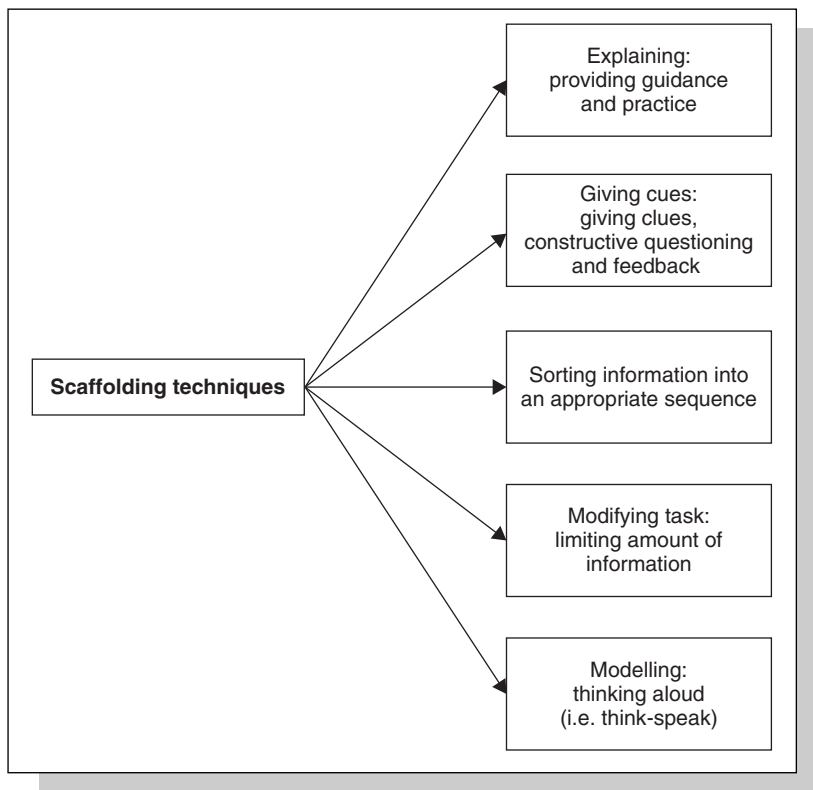 Scaffolding techniques
Explaining:
providing guidance
and practice
Giving cues:
giving clues,
constructive questioning
and feedback
Sorting information into
an appropriate sequence
Modifying task:
limiting amount of
information
Modelling:
thinking aloud
(i.e. think-speak)